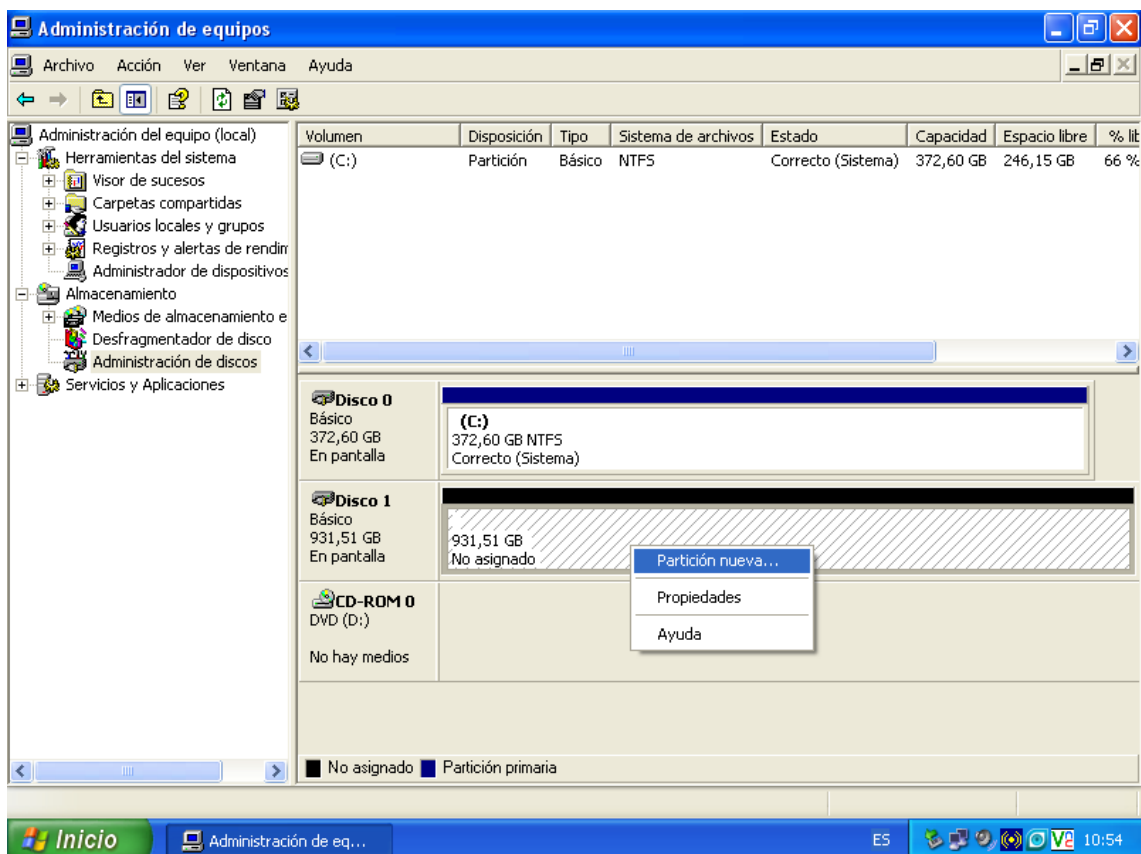 Administración de equipos
Archivo Acción Ver Ventana Ayuda
Administración del equipo (local)
Herramientas del sistema
Visor de sucesos
Carpetas compartidas
Usuarios locales y grupos
Registros y alertas de rendim
Administrador de dispositivos
Almacenamiento
Medios de almacenamiento e
Desfragmentador de disco
Administración de discos
Servicios y Aplicaciones
Volumen Disposición Tipo Sistema de archivos Estado Capacidad Espacio libre % lib
(C:) Partición Básico NTFS Correcto (Sistema) 372,60 GB 246,15 GB 66 %
Disco 0
Básico
372,60 GB
En pantalla
(C:)
372,60 GB NTFS
Correcto (Sistema)
Disco 1
Básico
931,51 GB
En pantalla
931,51 GB
No asignado
Partición nueva...
Propiedades
Ayuda
CD-ROM 0
DVD (D:)
No hay medios
No asignado Partición primaria
Inicio Administración de eq... ES 10:54